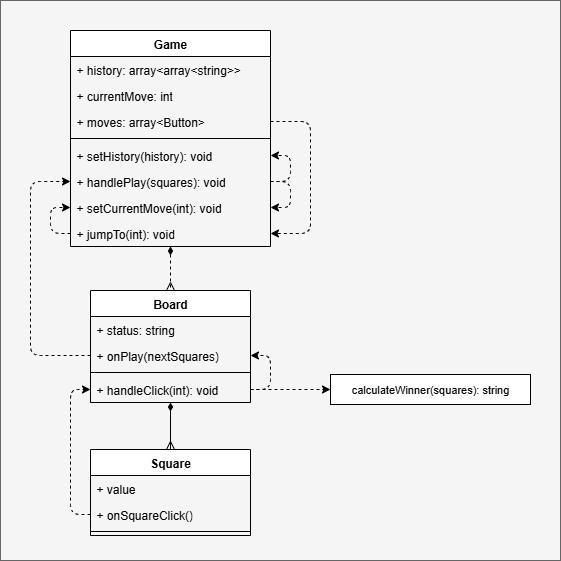 Game
+ history: array<array<string>>
+ currentMove: int
+ moves: array<Button>
+ setHistory(history): void
+ handlePlay(squares): void
+ setCurrentMove(int): void
+ jumpTo(int): void
Board
+ status: string
+ onPlay(nextSquares)
+ handleClick(int): void
calculateWinner(squares): string
Square
+ value
+ onSquareClick()